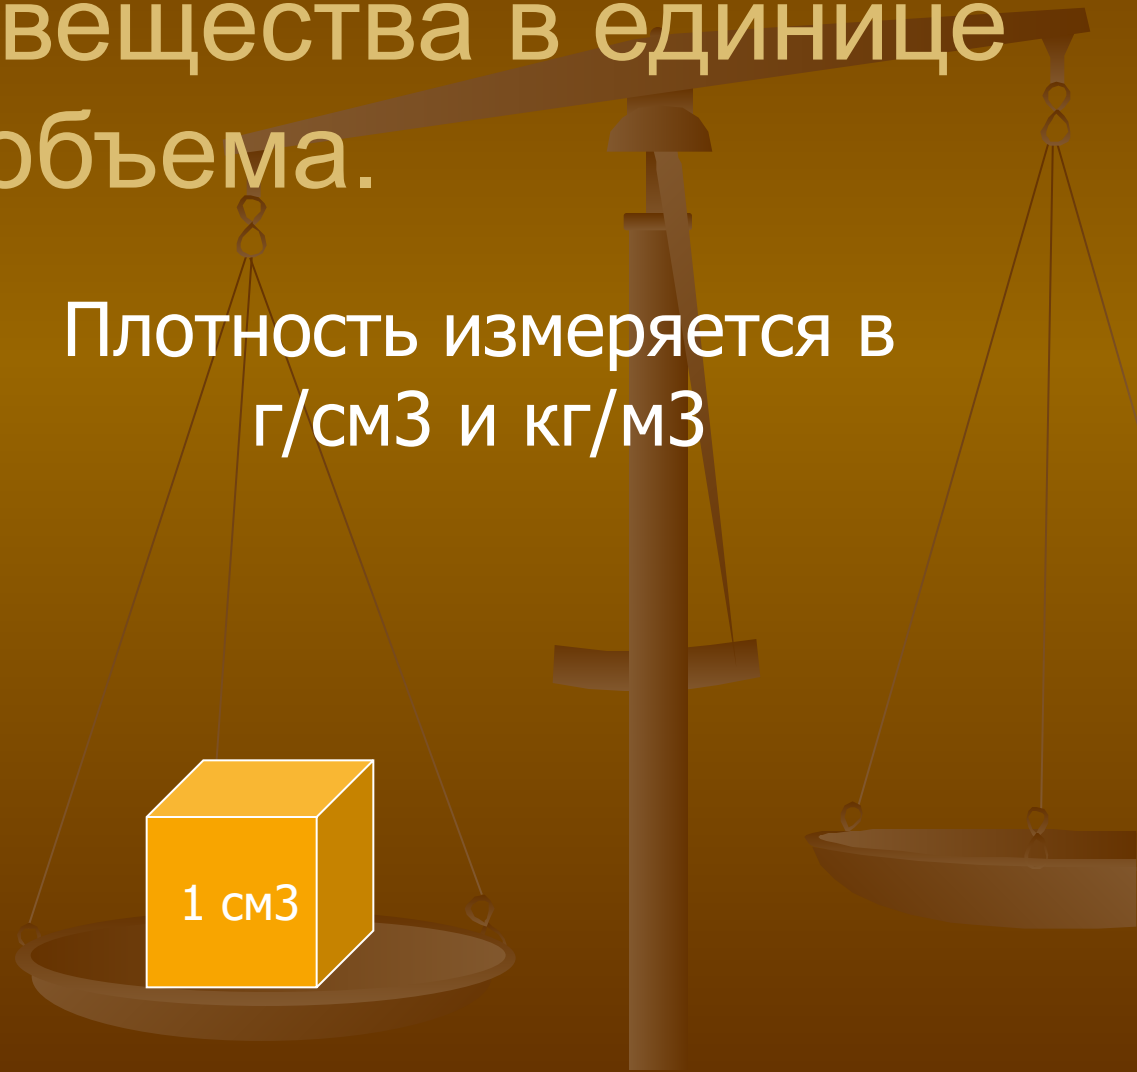 вещества в единице
объема.
Плотность измеряется в
г/см3 и кг/м3
1 см3